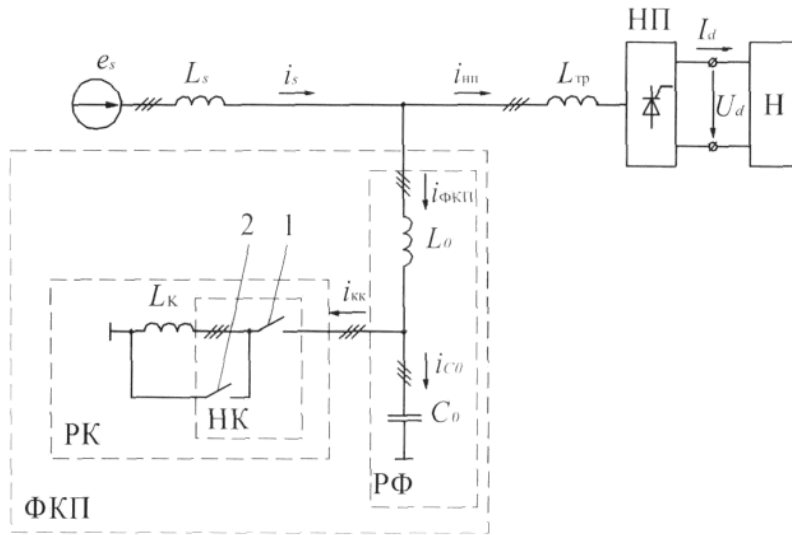 НП
I_d
e_s
L_s
i_s
i_нп
L_тр
U_d
Н
i_ФКП
2
1
L_0
L_К
i_кк
i_C0
НК
C_0
РК
РФ
ФКП